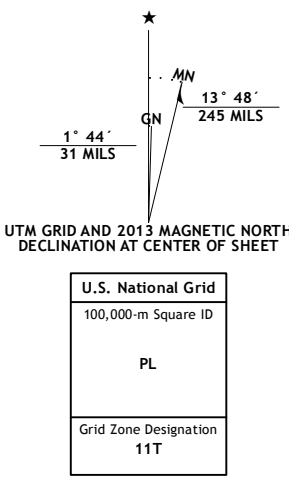 ★
MN
GN
13° 48´
245 MILS
1° 44´
31 MILS
UTM GRID AND 2013 MAGNETIC NORTH
DECLINATION AT CENTER OF SHEET
U.S. National Grid
100,000-m Square ID
PL
Grid Zone Designation
11T